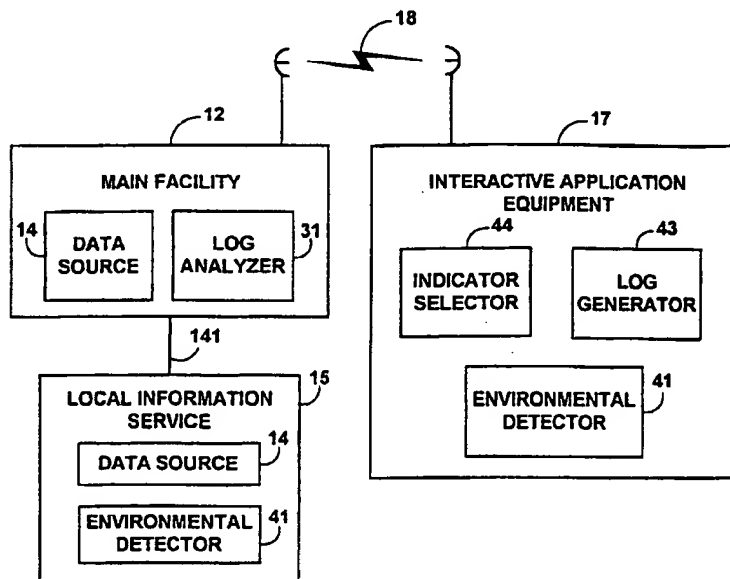 18
12
17
MAIN FACILITY
14
DATA
SOURCE
LOG
ANALYZER
31
INTERACTIVE APPLICATION
EQUIPMENT
44
43
INDICATOR
SELECTOR
LOG
GENERATOR
141
LOCAL INFORMATION
SERVICE
15
DATA SOURCE
14
ENVIRONMENTAL
DETECTOR
41
ENVIRONMENTAL
DETECTOR
41